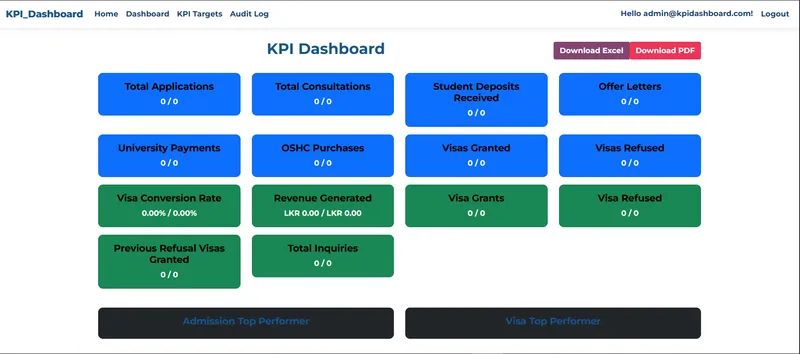 KPI_Dashboard Home Dashboard KPI Targets Audit Log Hello admin@kpidashboard.com! Logout
KPI Dashboard
Download Excel Download PDF
Total Applications
0 / 0
Total Consultations
0 / 0
Student Deposits
Received
0 / 0
Offer Letters
0 / 0
University Payments
0 / 0
OSHC Purchases
0 / 0
Visas Granted
0 / 0
Visas Refused
0 / 0
Visa Conversion Rate
0.00% / 0.00%
Revenue Generated
LKR 0.00 / LKR 0.00
Visa Grants
0 / 0
Visa Refused
0 / 0
Previous Refusal Visas
Granted
0 / 0
Total Inquiries
0 / 0
Admission Top Performer
Visa Top Performer